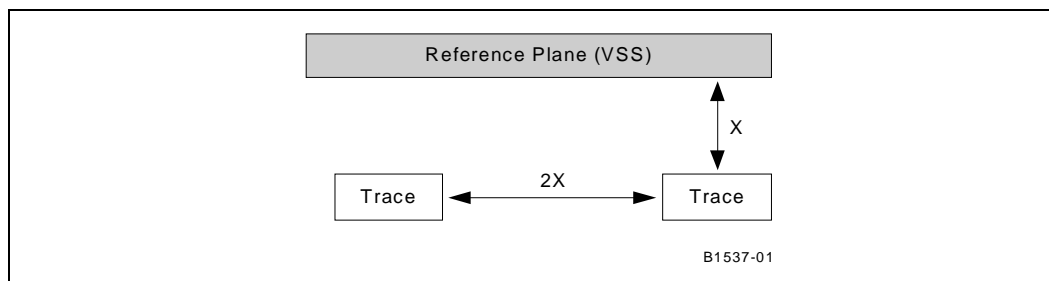 Reference Plane (VSS)
X
2X
Trace
Trace
B1537-01